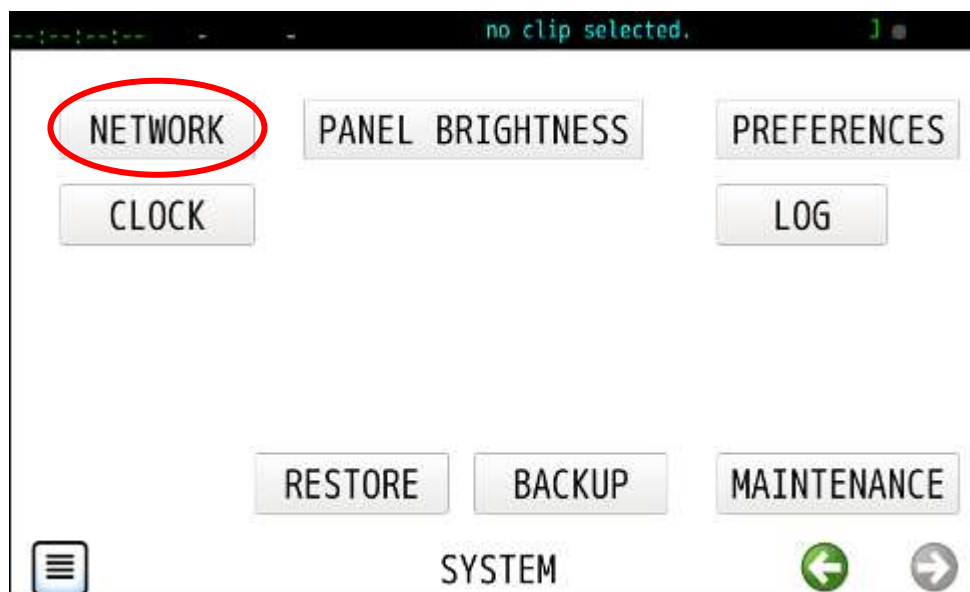 --:--:--:-- - - no clip selected. ]
NETWORK PANEL BRIGHTNESS PREFERENCES
CLOCK LOG
RESTORE BACKUP MAINTENANCE
SYSTEM